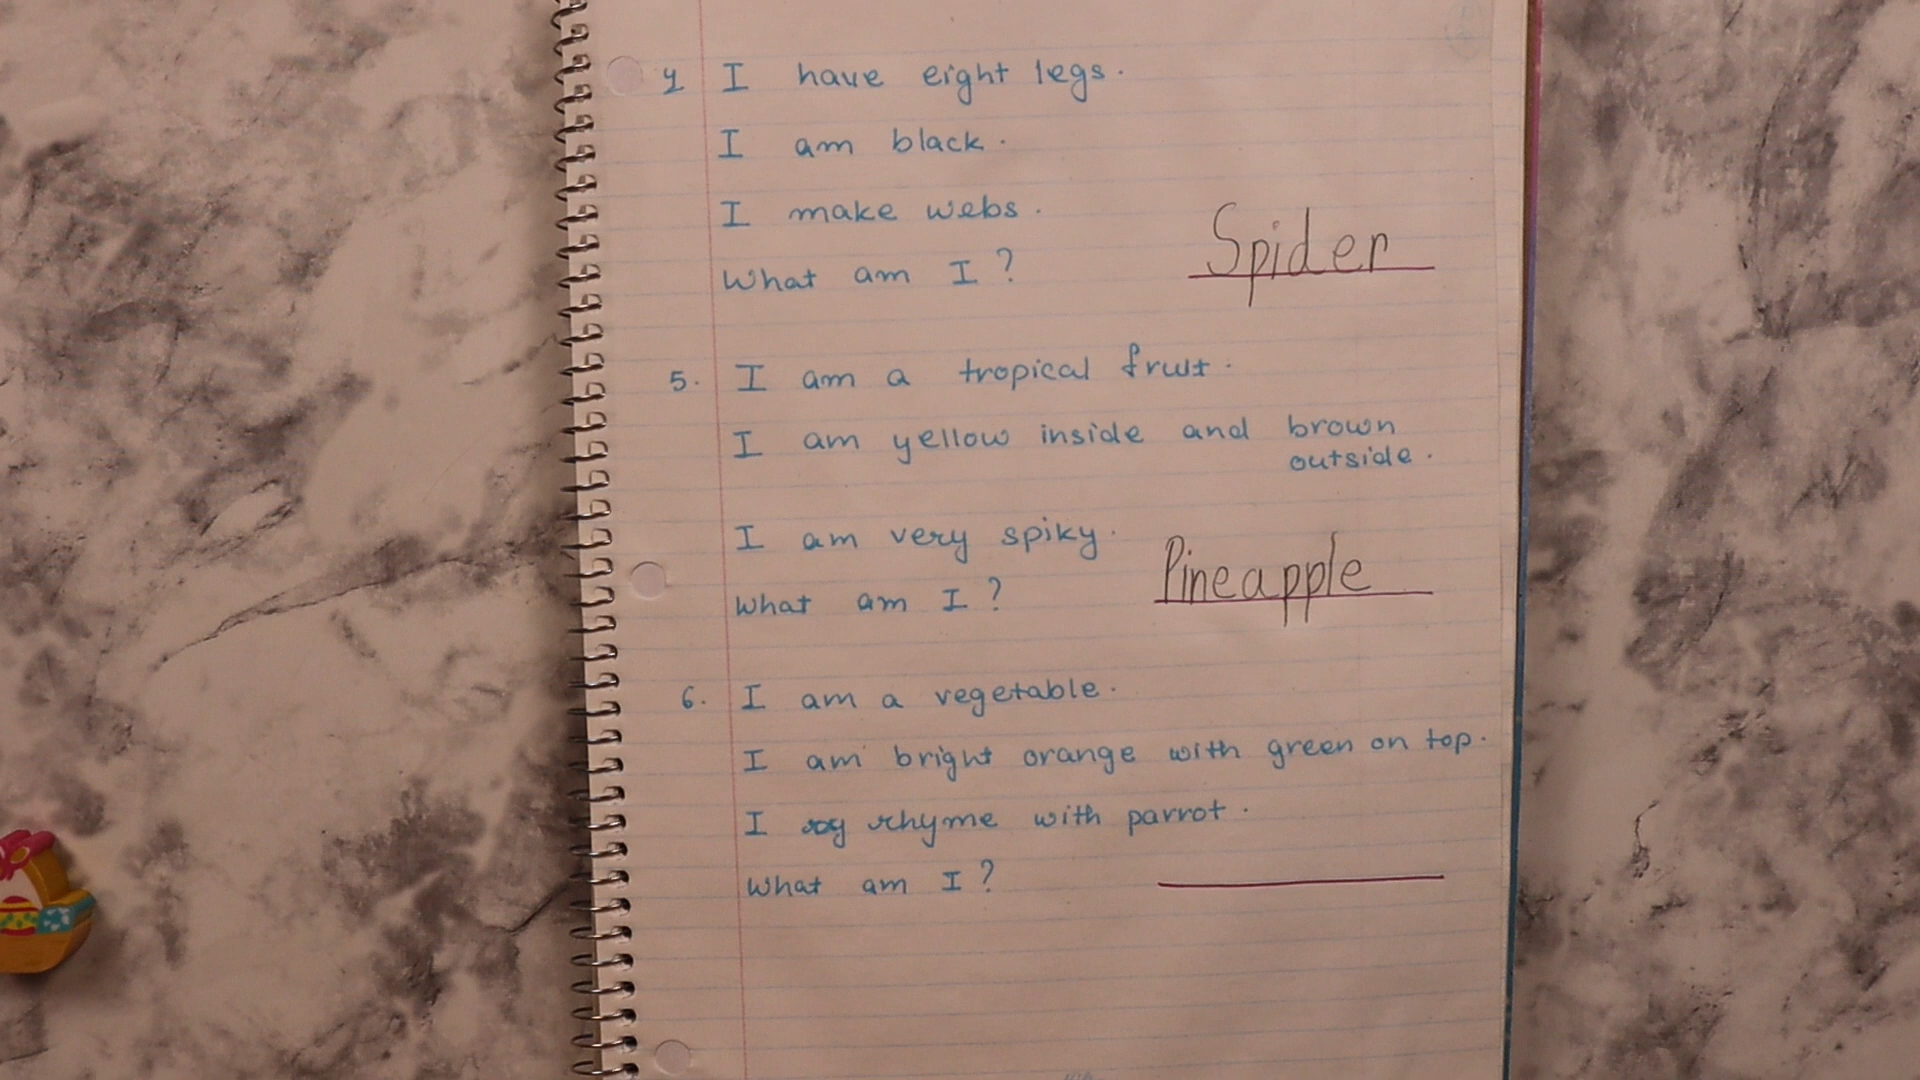 4 I have eight legs.
I am black.
I make webs.
What am I? Spider
5. I am a tropical fruit.
I am yellow inside and brown
outside.
I am very spiky.
What am I? Pineapple
6. I am a vegetable.
I am bright orange with green on top.
I rhyme with parrot.
What am I?